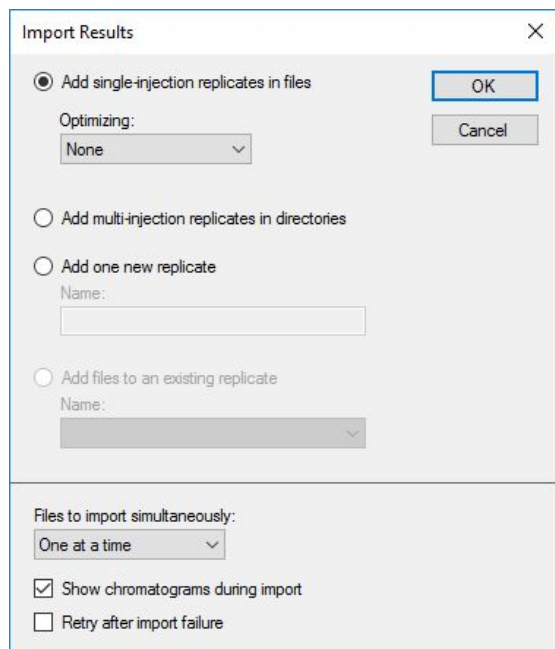 Import Results
Add single-injection replicates in files
OK
Optimizing:
None
Cancel
Add multi-injection replicates in directories
Add one new replicate
Name:
Add files to an existing replicate
Name:
Files to import simultaneously:
One at a time
Show chromatograms during import
Retry after import failure